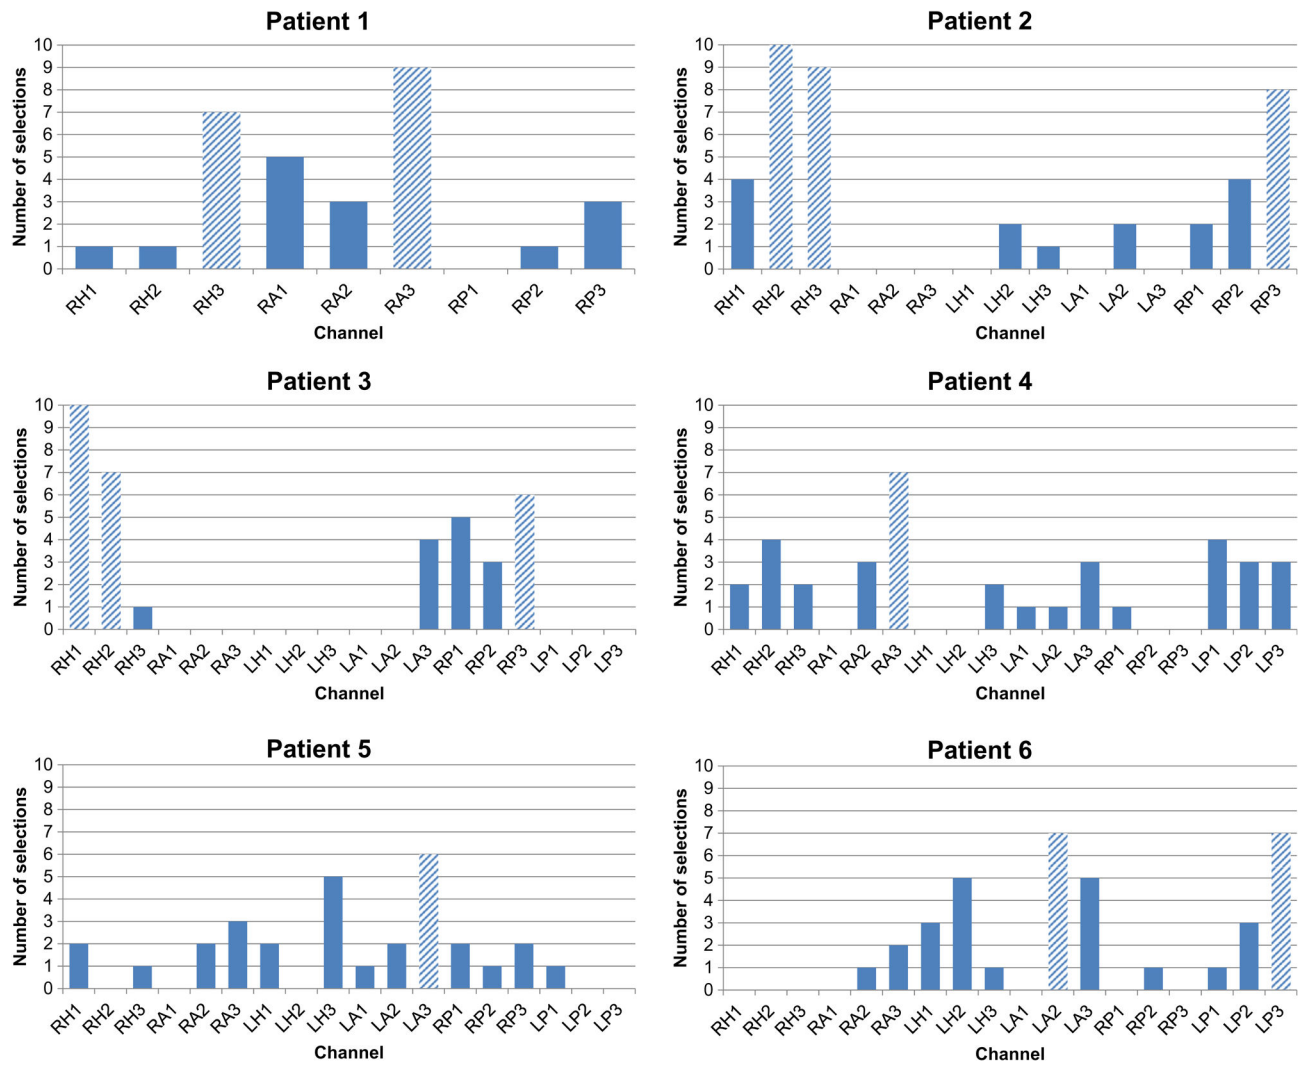 Patient 1
Number of selections
10
9
8
7
6
5
4
3
2
1
0
RH1 RH2 RH3 RA1 RA2 RA3 RP1 RP2 RP3
Channel
Patient 2
Number of selections
10
9
8
7
6
5
4
3
2
1
0
RH1 RH2 RH3 RA1 RA2 RA3 LH1 LH2 LH3 LA1 LA2 LA3 RP1 RP2 RP3
Channel
Patient 3
Number of selections
10
9
8
7
6
5
4
3
2
1
0
RH1 RH2 RH3 RA1 RA2 RA3 LH1 LH2 LH3 LA1 LA2 LA3 RP1 RP2 RP3 LP1 LP2 LP3
Channel
Patient 4
Number of selections
10
9
8
7
6
5
4
3
2
1
0
RH1 RH2 RH3 RA1 RA2 RA3 LH1 LH2 LH3 LA1 LA2 LA3 RP1 RP2 RP3 LP1 LP2 LP3
Channel
Patient 5
Number of selections
10
9
8
7
6
5
4
3
2
1
0
RH1 RH2 RH3 RA1 RA2 RA3 LH1 LH2 LH3 LA1 LA2 LA3 RP1 RP2 RP3 LP1 LP2 LP3
Channel
Patient 6
Number of selections
10
9
8
7
6
5
4
3
2
1
0
RH1 RH2 RH3 RA1 RA2 RA3 LH1 LH2 LH3 LA1 LA2 LA3 RP1 RP2 RP3 LP1 LP2 LP3
Channel